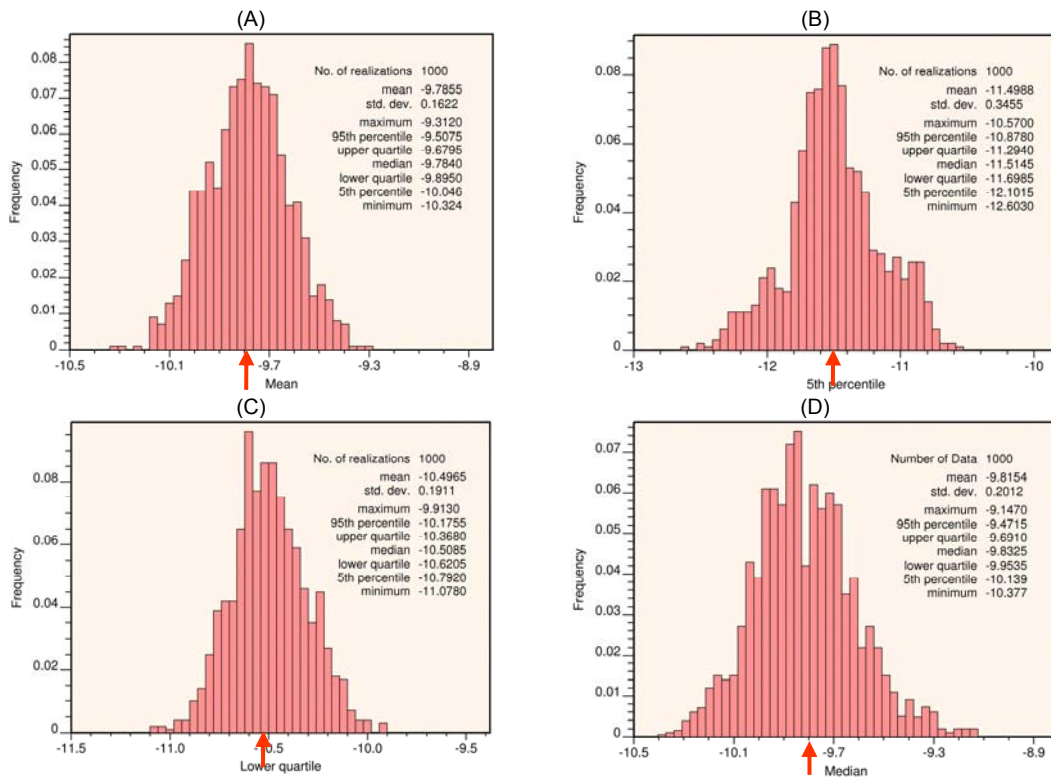 (A)
Frequency
0.08
0.06
0.04
0.03
0.02
0.01
0
No. of realizations 1000
mean -9.7855
std. dev. 0.1622
maximum -9.3120
95th percentile -9.5075
upper quartile -9.6795
median -9.7840
lower quartile -9.8950
5th percentile -10.046
minimum -10.324
-10.5 -10.1 -9.7 -9.3 -8.9
Mean
(B)
Frequency
0.08
0.06
0.04
0.02
0
No. of realizations 1000
mean -11.4988
std. dev. 0.3455
maximum -10.5700
95th percentile -10.8780
upper quartile -11.2940
median -11.5145
lower quartile -11.6985
5th percentile -12.1015
minimum -12.6030
-13 -12 -11 -10
5th percentile
(C)
Frequency
0.08
0.06
0.04
0.02
0
No. of realizations 1000
mean -10.4965
std. dev. 0.1911
maximum -9.9130
95th percentile -10.1755
upper quartile -10.3680
median -10.5085
lower quartile -10.6205
5th percentile -10.7920
minimum -11.0780
-11.5 -11.0 -10.5 -10.0 -9.5
Lower quartile
(D)
Frequency
0.07
0.06
0.05
0.04
0.03
0.02
0.01
0
Number of Data 1000
mean -9.8154
std. dev. 0.2012
maximum -9.1470
95th percentile -9.4715
upper quartile -9.6910
median -9.8325
lower quartile -9.9535
5th percentile -10.139
minimum -10.377
-10.5 -10.1 -9.7 -9.3 -8.9
Median